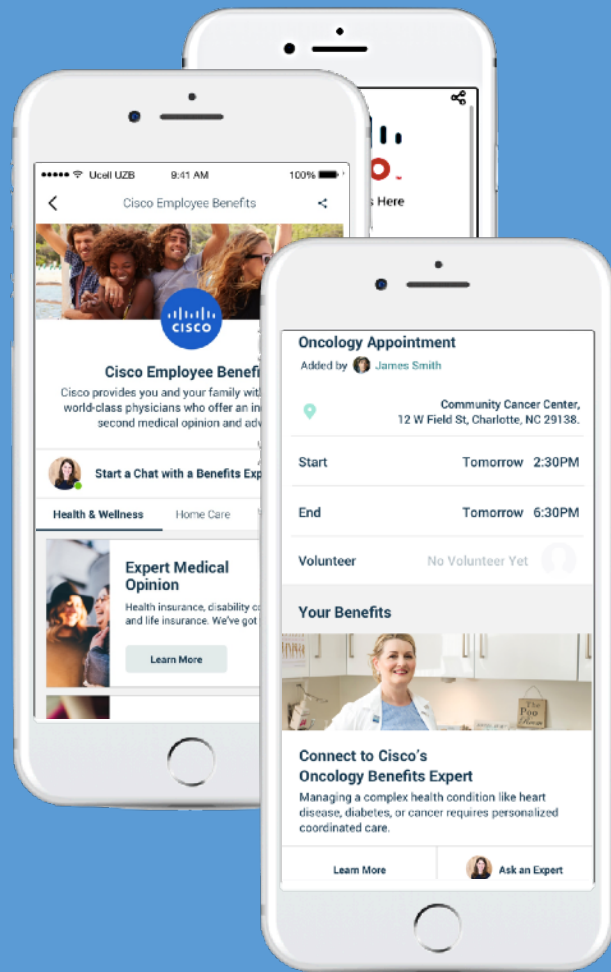 Ucell UZB 9:41 AM 100%
Cisco Employee Benefits
CISCO
Cisco Employee
Cisco provides you and your family
world-class physicians who offer an
second medical opinion and
Start a Chat with a Benefits
Health & Wellness Home Care
Expert Medical
Opinion
Health insurance, disability
and life insurance. We've got
Learn More
Here
Oncology Appointment
Added by James Smith
Community Cancer Center,
12 W Field St, Charlotte, NC 29138.
Start Tomorrow 2:30PM
End Tomorrow 6:30PM
Volunteer No Volunteer Yet
Your Benefits
The
Poo
Room
Connect to Cisco's
Oncology Benefits Expert
Managing a complex health condition like heart
disease, diabetes, or cancer requires personalized
coordinated care.
Learn More Ask an Expert